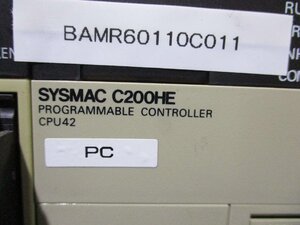 BAMR60110C011
SYSMAC C200HE
PROGRAMMABLE CONTROLLER
CPU42
PC